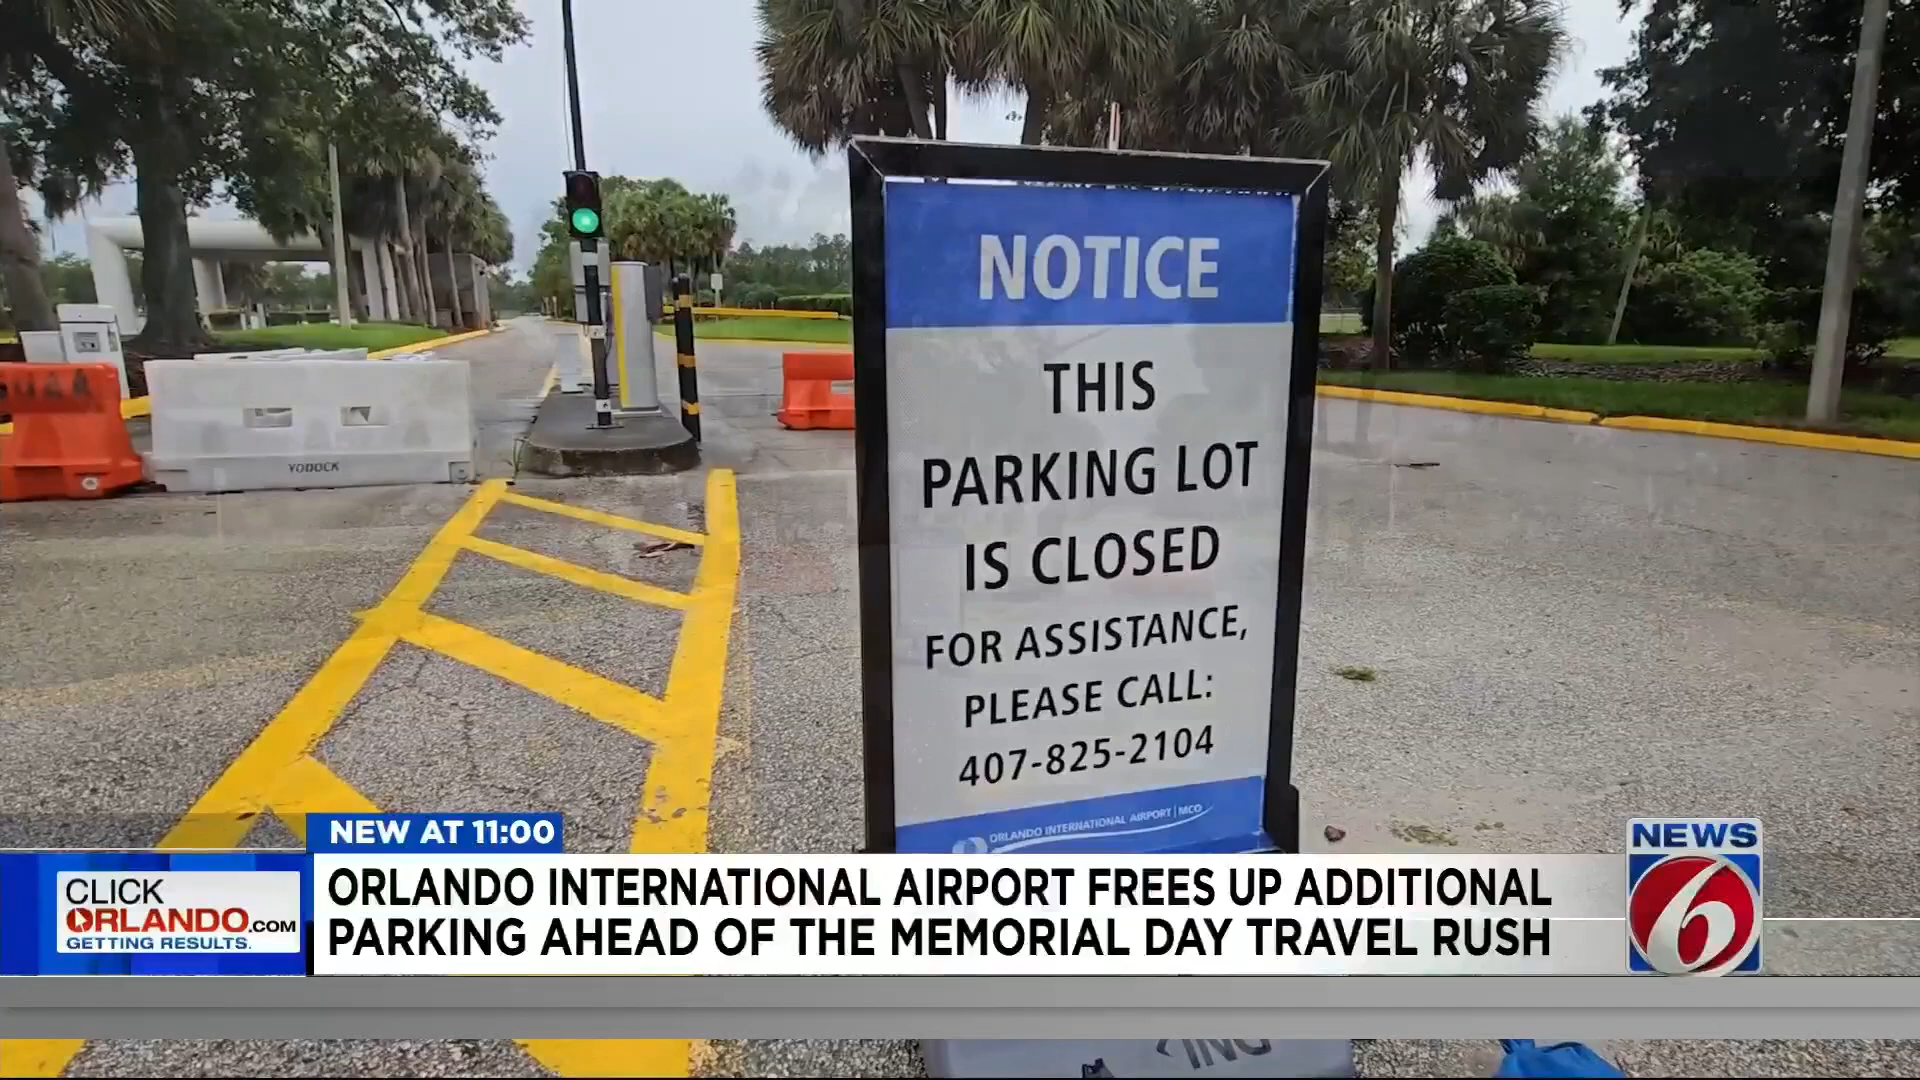 NOTICE
THIS
PARKING LOT
IS CLOSED
FOR ASSISTANCE,
PLEASE CALL:
407-825-2104
ORLANDO INTERNATIONAL AIRPORT | MCO
YODOCK
NEW AT 11:00
ORLANDO INTERNATIONAL AIRPORT FREES UP ADDITIONAL
PARKING AHEAD OF THE MEMORIAL DAY TRAVEL RUSH
CLICK
ORLANDO.COM
GETTING RESULTS.
NEWS
6